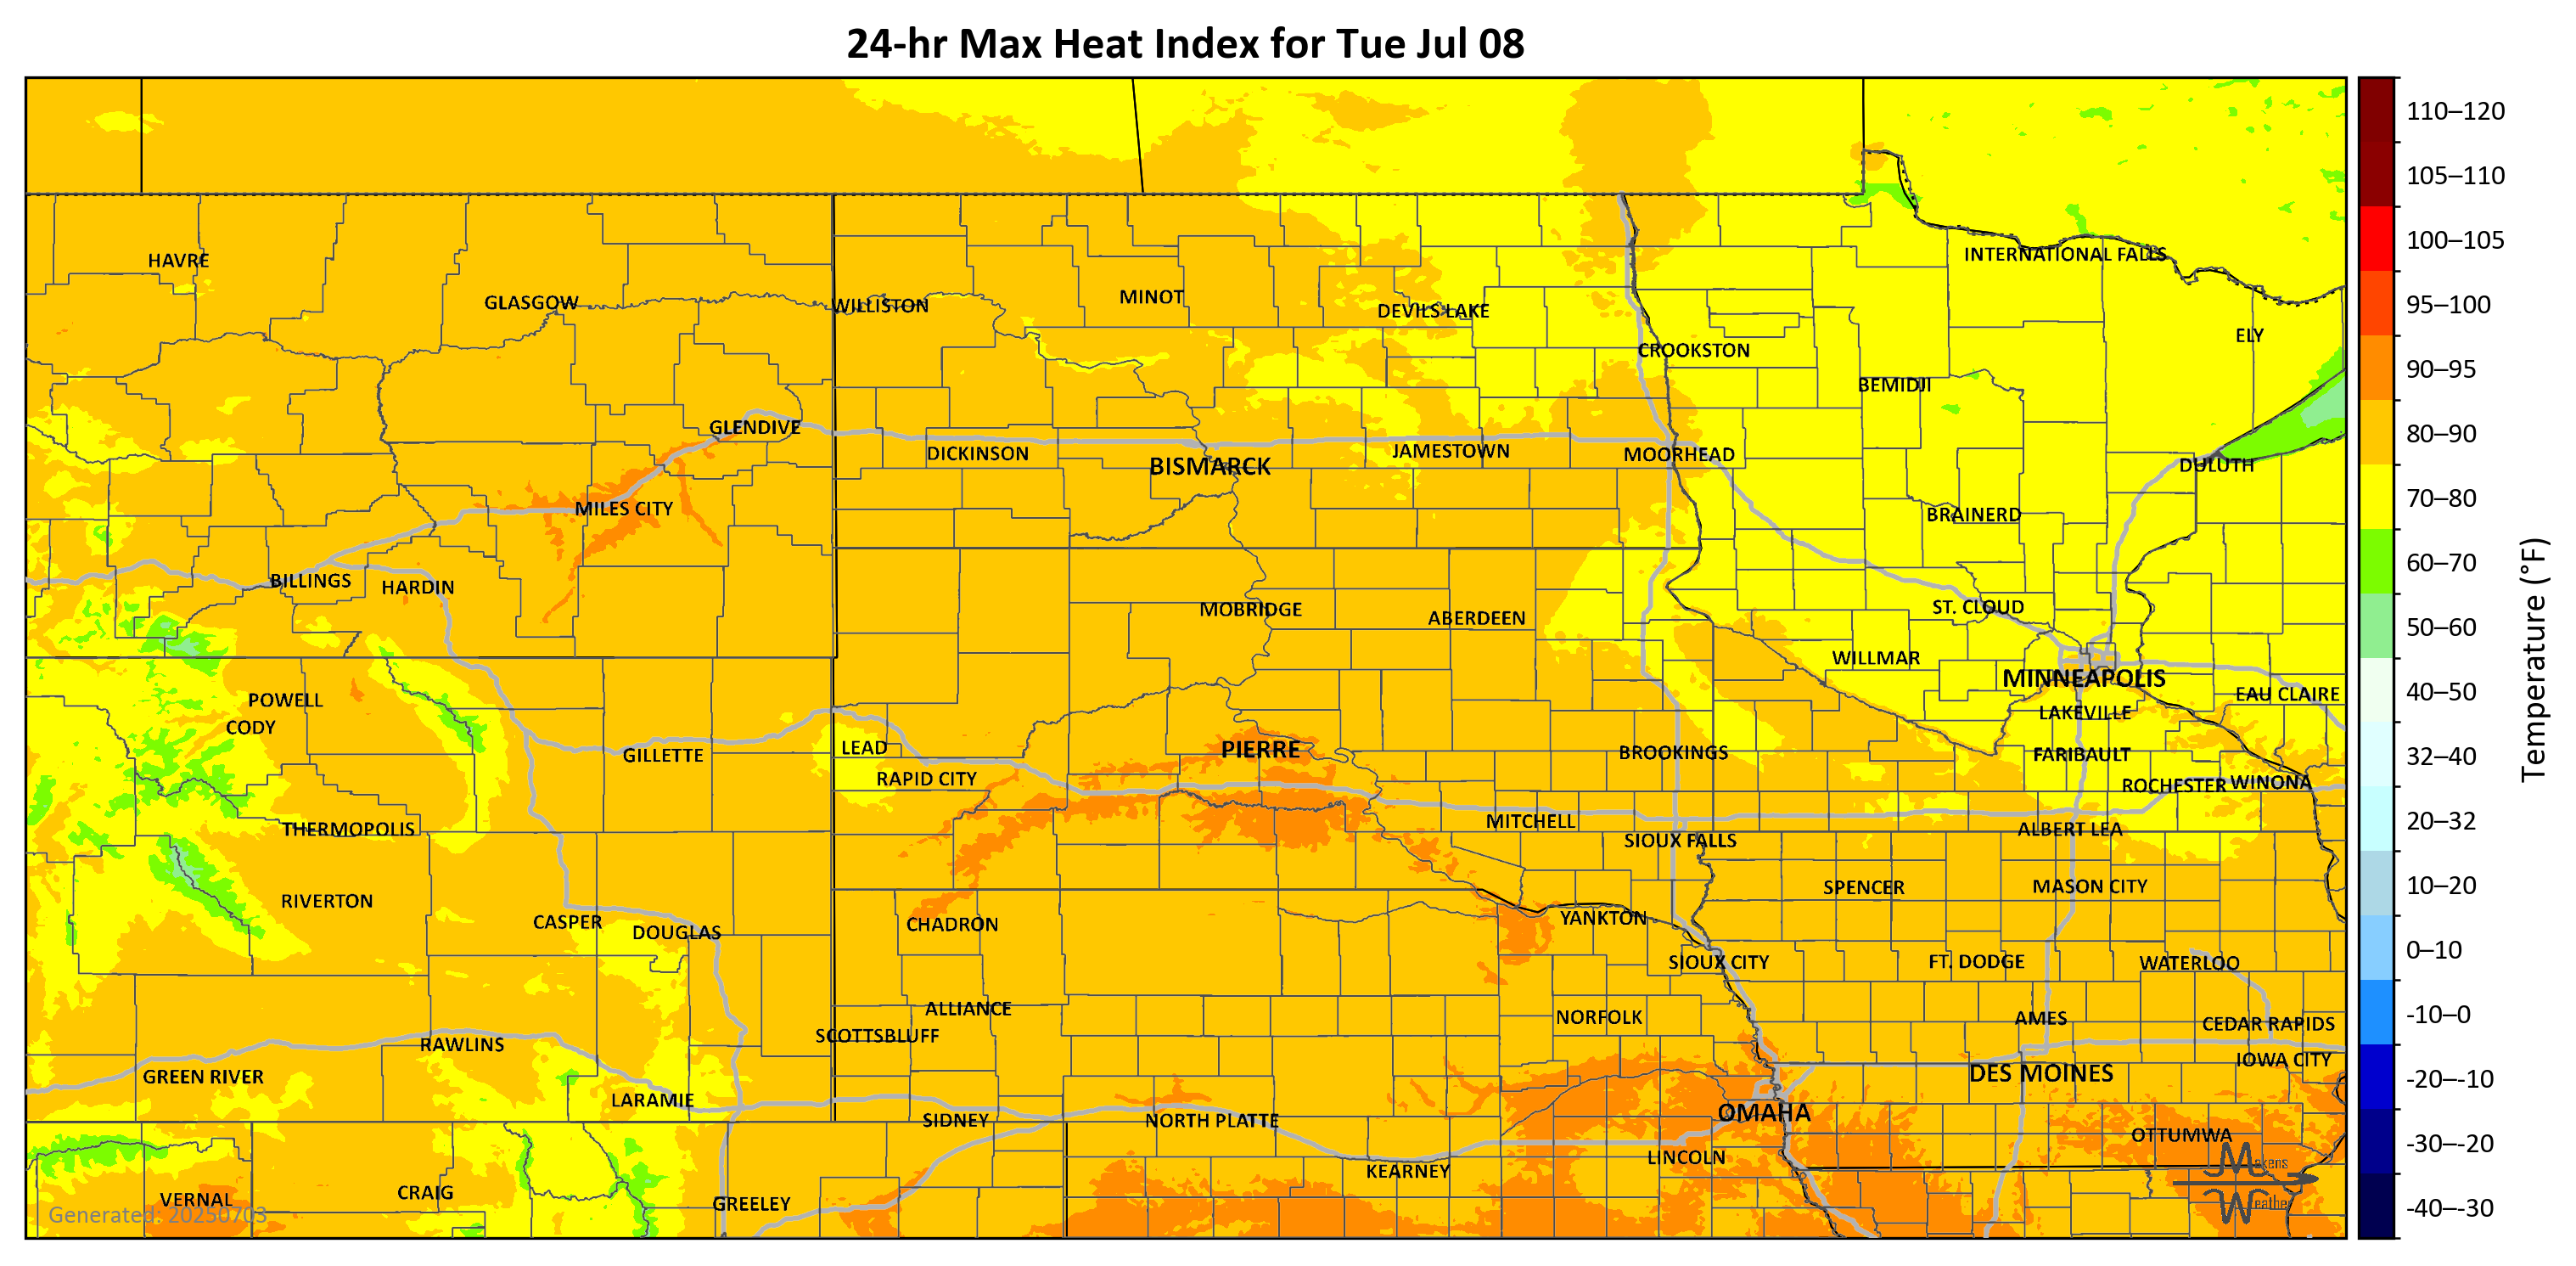 24-hr Max Heat Index for Tue Jul 08
110–120
105–110
100–105
95–100
90–95
80–90
70–80
60–70
50–60
40–50
32–40
20–32
10–20
0–10
-10–0
-20–-10
-30–-20
-40–-30
Temperature (°F)
HAVRE
GLASGOW
WILLISTON
MINOT
DEVILS LAKE
INTERNATIONAL FALLS
ELY
CROOKSTON
BEMIDJI
GLENDIVE
DICKINSON
BISMARCK
JAMESTOWN
MOORHEAD
DULUTH
MILES CITY
BRAINERD
BILLINGS
HARDIN
MOBRIDGE
ABERDEEN
ST. CLOUD
WILLMAR
MINNEAPOLIS
EAU CLAIRE
POWELL
CODY
LAKEVILLE
GILLETTE
LEAD
PIERRE
BROOKINGS
FARIBAULT
RAPID CITY
ROCHESTER
WINONA
THERMOPOLIS
MITCHELL
SIOUX FALLS
ALBERT LEA
RIVERTON
SPENCER
MASON CITY
CASPER
DOUGLAS
CHADRON
YANKTON
SIOUX CITY
FT. DODGE
WATERLOO
ALLIANCE
SCOTTSBLUFF
NORFOLK
AMES
CEDAR RAPIDS
RAWLINS
IOWA CITY
GREEN RIVER
DES MOINES
LARAMIE
SIDNEY
NORTH PLATTE
OMAHA
OTTUMWA
KEARNEY
LINCOLN
VERNAL
CRAIG
GREELEY
Makens
Weather
Generated: 20250703